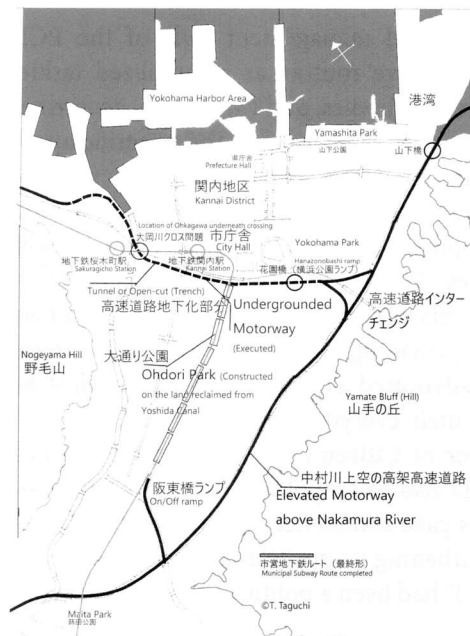 Yokohama Harbor Area
港湾
Yamashita Park
山下公園
山下橋
県庁舎
Prefecture Hall
関内地区
Kannai District
Location of Ohkagawa underneath crossing
大岡川クロス問題
市庁舎
City Hall
Yokohama Park
地下鉄桜木町駅
Sakuragicho Station
地下鉄関内駅
Kannai Station
Hanazonobashi ramp
花園橋(横浜公園ランプ)
Tunnel or Open-cut (Trench)
高速道路地下化部分
Undergrounded
Motorway
(Executed)
高速道路インター
チェンジ
Nogeyama Hill
野毛山
大通り公園
Ohdori Park (Constructed
on the land reclaimed from
Yoshida Canal
Yamate Bluff (Hill)
山手の丘
阪東橋ランプ
On/Off ramp
中村川上空の高架高速道路
Elevated Motorway
above Nakamura River
市営地下鉄ルート(最終形)
Municipal Subway Route completed
©T. Taguchi
Maita Park
蒔田公園